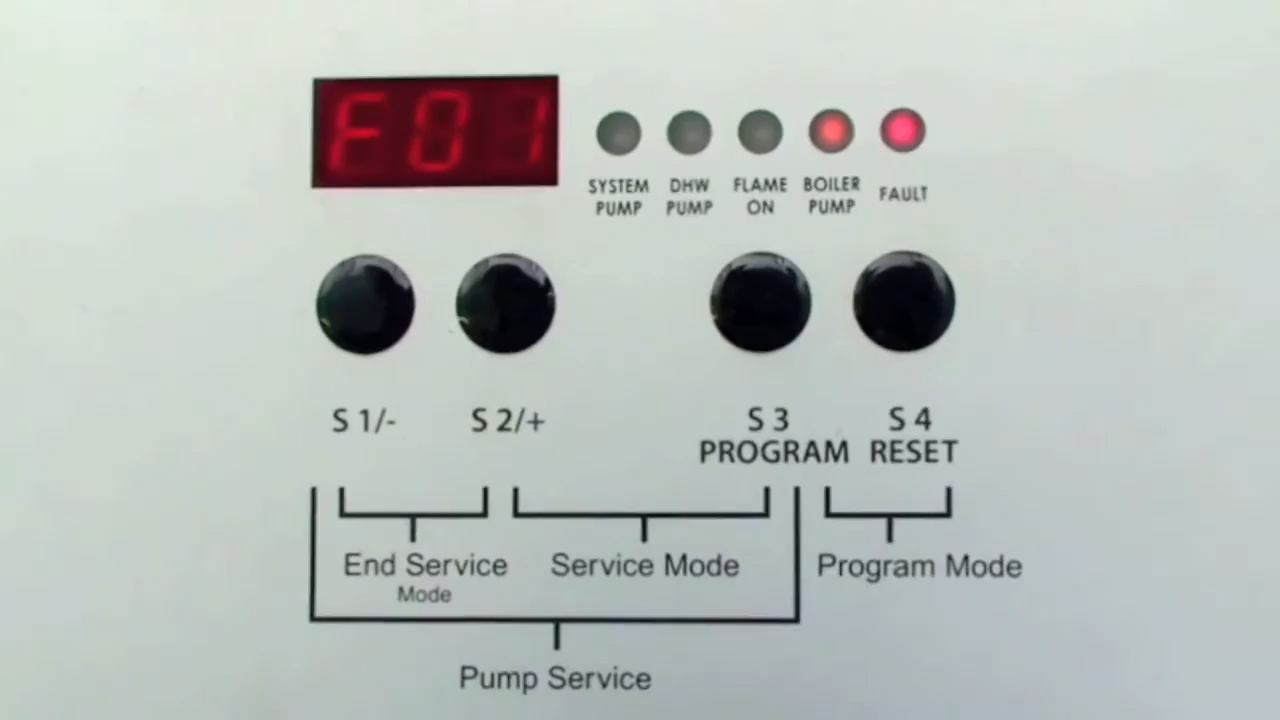 F01
SYSTEM PUMP
DHW PUMP
FLAME ON
BOILER PUMP
FAULT
S 1/-
S 2/+
S 3 PROGRAM
S 4 RESET
End Service Mode
Service Mode
Program Mode
Pump Service